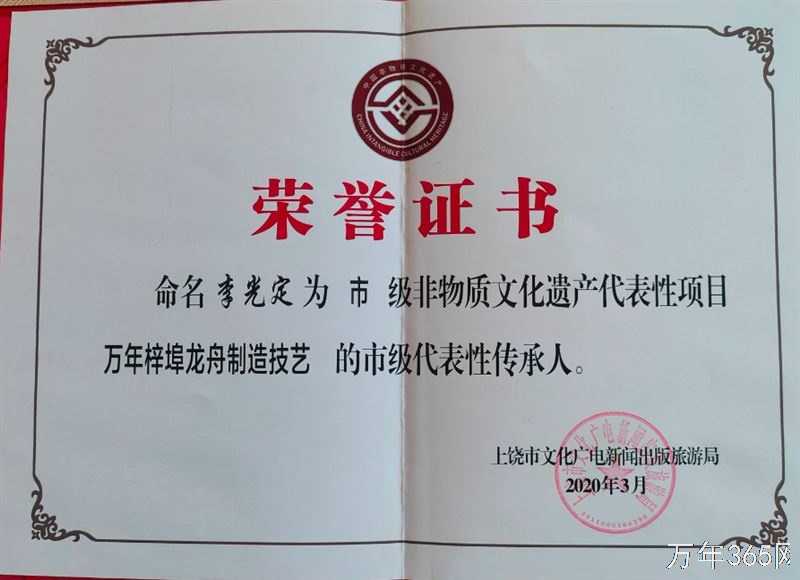 中国非物质文化遗产
CHINA INTANGIBLE CULTURAL HERITAGE
荣誉证书
命名李光定为 市 级非物质文化遗产代表性项目
万年梓埠龙舟制造技艺 的市级代表性传承人。
上饶市文化广电新闻出版旅游局
2020年3月
万年365网